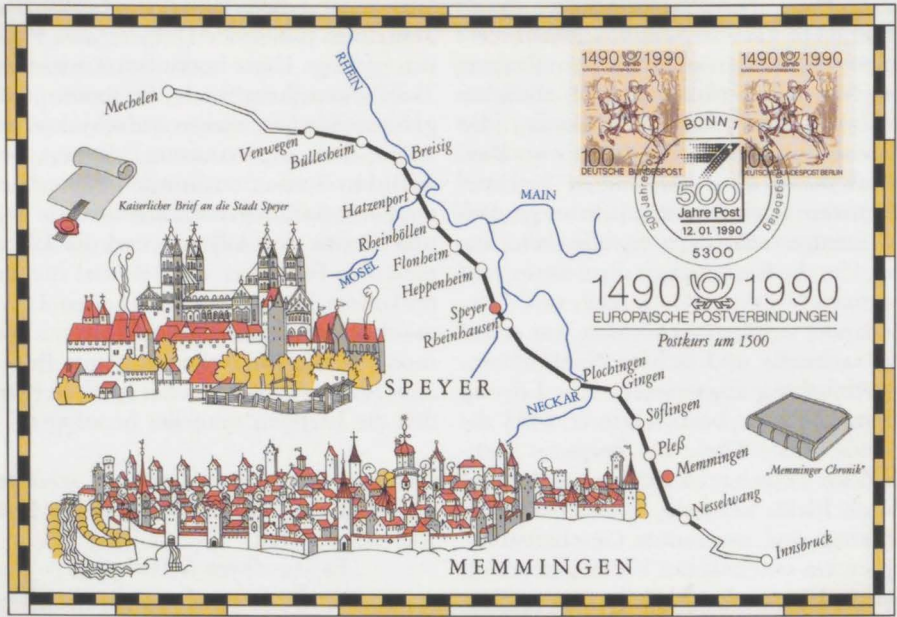 RHEIN
Mechelen
Venwegen
Büllesheim
Breisig
Hatzenport
MAIN
Rheinböllen
MOSEL
Flonheim
Heppenheim
Speyer
Rheinhausen
Plochingen
Gingen
NECKAR
Söflingen
Pleß
Memmingen
Nesselwang
Innsbruck
Kaiserlicher Brief an die Stadt Speyer
SPEYER
MEMMINGEN
1490 1990
100
DEUTSCHE BUNDESPOST
1490 1990
100
DEUTSCHE BUNDESPOST BERLIN
BONN 1
500
Jahre Post
12.01.1990
5300
1490 1990
EUROPÄISCHE POSTVERBINDUNGEN
Postkurs um 1500
„Memminger Chronik“